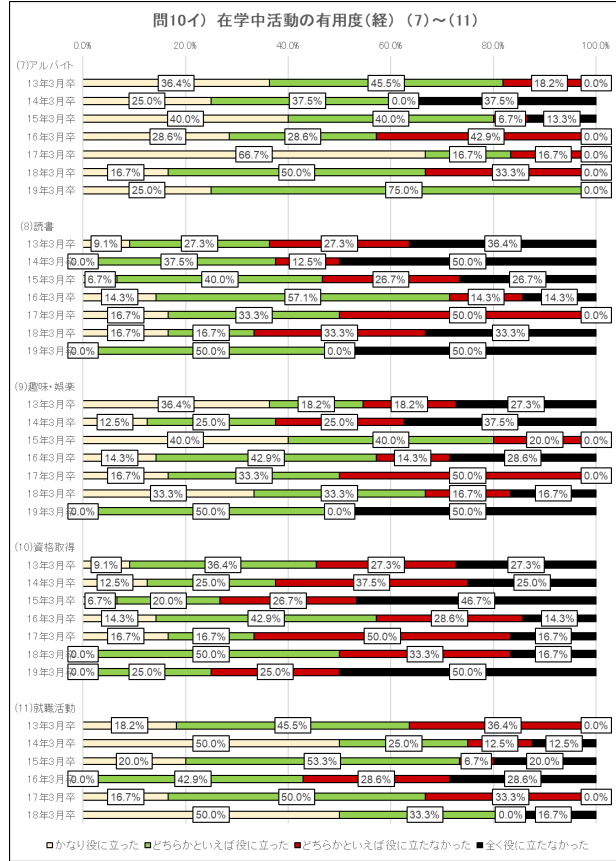 問10イ) 在学中活動の有用度(経) (7)～(11)
0.0% 20.0% 40.0% 60.0% 80.0% 100.0%
(7)アルバイト
13年3月卒 36.4% 45.5% 18.2% 0.0%
14年3月卒 25.0% 37.5% 0.0% 37.5%
15年3月卒 40.0% 40.0% 6.7% 13.3%
16年3月卒 28.6% 28.6% 42.9% 0.0%
17年3月卒 66.7% 16.7% 16.7% 0.0%
18年3月卒 16.7% 50.0% 33.3% 0.0%
19年3月卒 25.0% 75.0% 0.0%
(8)読書
13年3月卒 9.1% 27.3% 27.3% 36.4%
14年3月卒 0.0% 37.5% 12.5% 50.0%
15年3月卒 6.7% 40.0% 26.7% 26.7%
16年3月卒 14.3% 57.1% 14.3% 14.3%
17年3月卒 16.7% 33.3% 50.0% 0.0%
18年3月卒 16.7% 16.7% 33.3% 33.3%
19年3月卒 0.0% 50.0% 0.0% 50.0%
(9)趣味・娯楽
13年3月卒 36.4% 18.2% 18.2% 27.3%
14年3月卒 12.5% 25.0% 25.0% 37.5%
15年3月卒 40.0% 40.0% 20.0% 0.0%
16年3月卒 14.3% 42.9% 14.3% 28.6%
17年3月卒 16.7% 33.3% 50.0% 0.0%
18年3月卒 33.3% 33.3% 16.7% 16.7%
19年3月卒 0.0% 50.0% 0.0% 50.0%
(10)資格取得
13年3月卒 9.1% 36.4% 27.3% 27.3%
14年3月卒 12.5% 25.0% 37.5% 25.0%
15年3月卒 6.7% 20.0% 26.7% 46.7%
16年3月卒 14.3% 42.9% 28.6% 14.3%
17年3月卒 16.7% 16.7% 50.0% 16.7%
18年3月卒 0.0% 50.0% 33.3% 16.7%
19年3月卒 0.0% 25.0% 25.0% 50.0%
(11)就職活動
13年3月卒 18.2% 45.5% 36.4% 0.0%
14年3月卒 50.0% 25.0% 12.5% 12.5%
15年3月卒 20.0% 53.3% 6.7% 20.0%
16年3月卒 0.0% 42.9% 28.6% 28.6%
17年3月卒 16.7% 50.0% 33.3% 0.0%
18年3月卒 50.0% 33.3% 0.0% 16.7%
かなり役に立った どちらかといえば役に立った どちらかといえば役に立たなかった 全く役に立たなかった